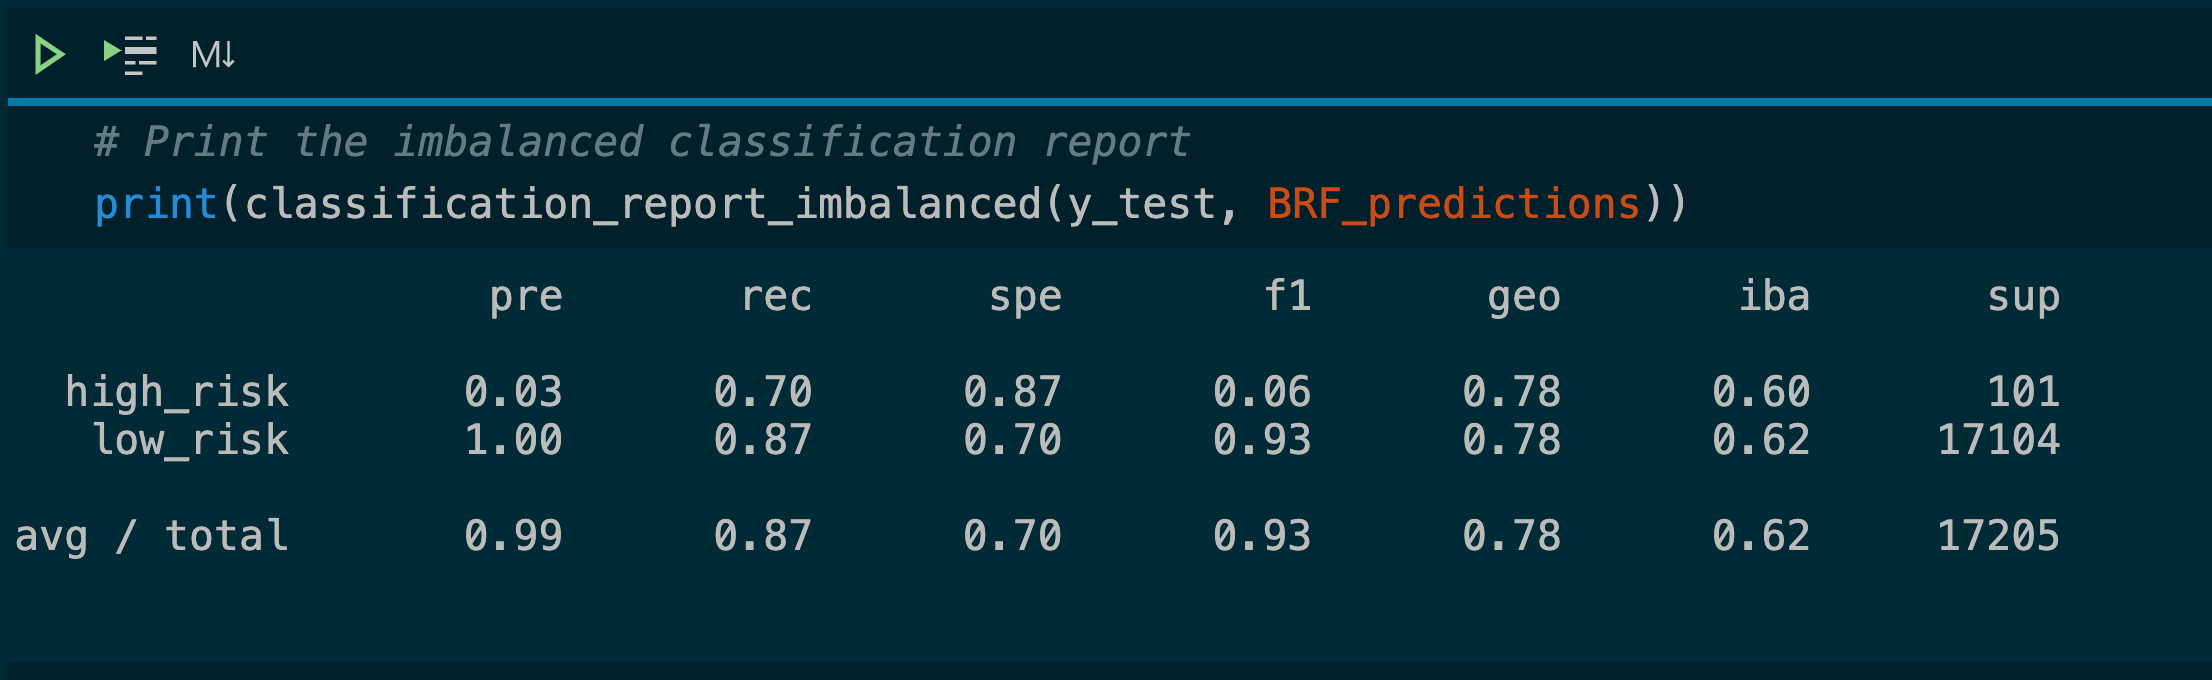 M↓
# Print the imbalanced classification report
print(classification_report_imbalanced(y_test, BRF_predictions))
pre rec spe f1 geo iba sup
high_risk 0.03 0.70 0.87 0.06 0.78 0.60 101
low_risk 1.00 0.87 0.70 0.93 0.78 0.62 17104
avg / total 0.99 0.87 0.70 0.93 0.78 0.62 17205